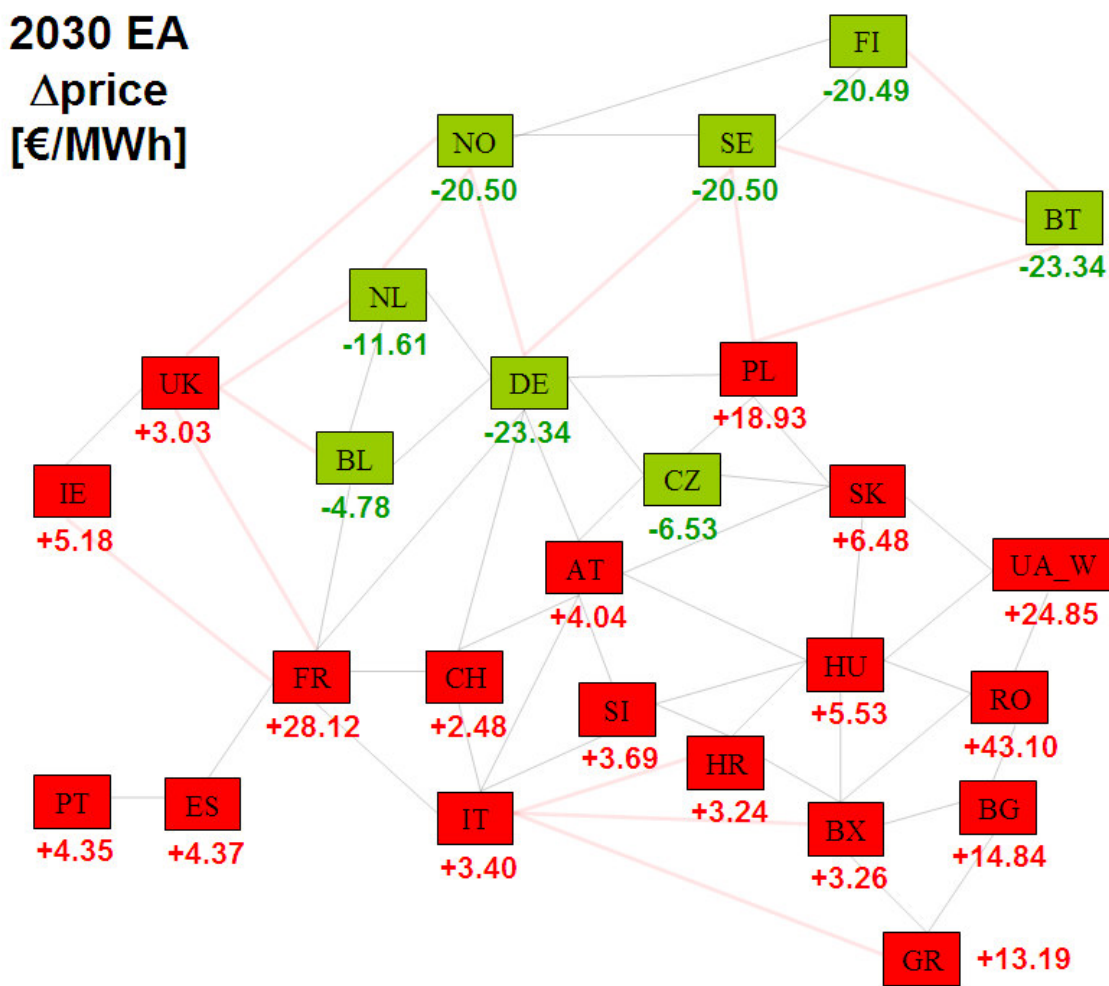 2030 EA
Δprice
[€/MWh]
FI
-20.49
NO
-20.50
SE
-20.50
BT
-23.34
NL
-11.61
UK
+3.03
DE
-23.34
PL
+18.93
BL
-4.78
CZ
-6.53
IE
+5.18
SK
+6.48
AT
+4.04
UA_W
+24.85
FR
+28.12
CH
+2.48
SI
+3.69
HU
+5.53
RO
+43.10
HR
+3.24
PT
+4.35
ES
+4.37
IT
+3.40
BX
+3.26
BG
+14.84
GR +13.19